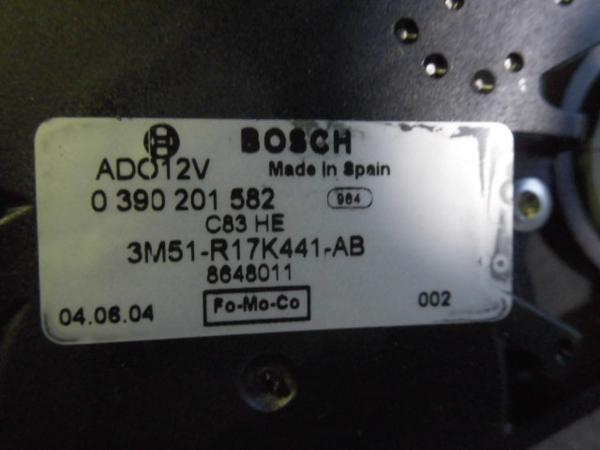 BOSCH
ADO12V Made in Spain
0 390 201 582 984
C83 HE
3M51-R17K441-AB
8648011
04.06.04 Fo-Mo-Co 002